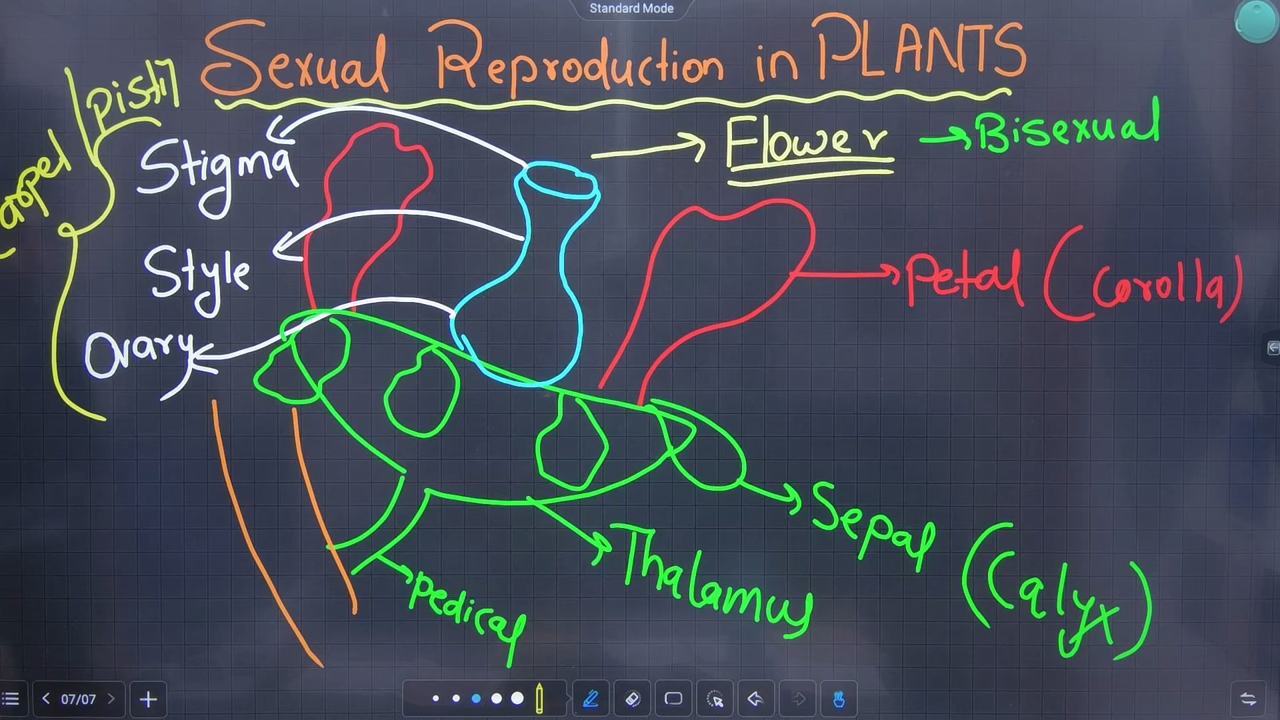 Standard Mode
Sexual Reproduction in PLANTS
Pistil
Stigma
Flower → Bisexual
Style
Petal (Corolla)
Ovary
Sepal (Calyx)
Thalamus
Pedical
07/07